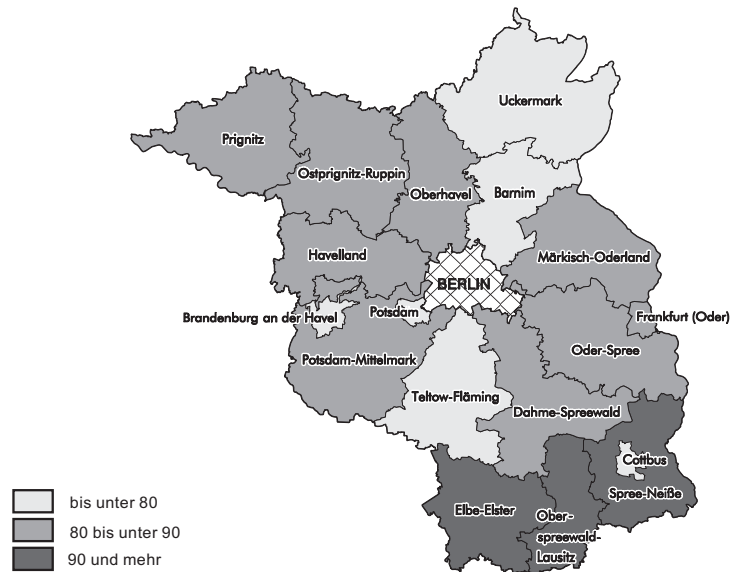 Uckermark
Prignitz
Ostprignitz-Ruppin
Oberhavel
Barnim
Havelland
Märkisch-Oderland
BERLIN
Brandenburg an der Havel
Potsdam
Frankfurt (Oder)
Potsdam-Mittelmark
Oder-Spree
Teltow-Fläming
Dahme-Spreewald
Cottbus
Spree-Neiße
Elbe-Elster
Ober-
spreewald-
Lausitz
bis unter 80
80 bis unter 90
90 und mehr